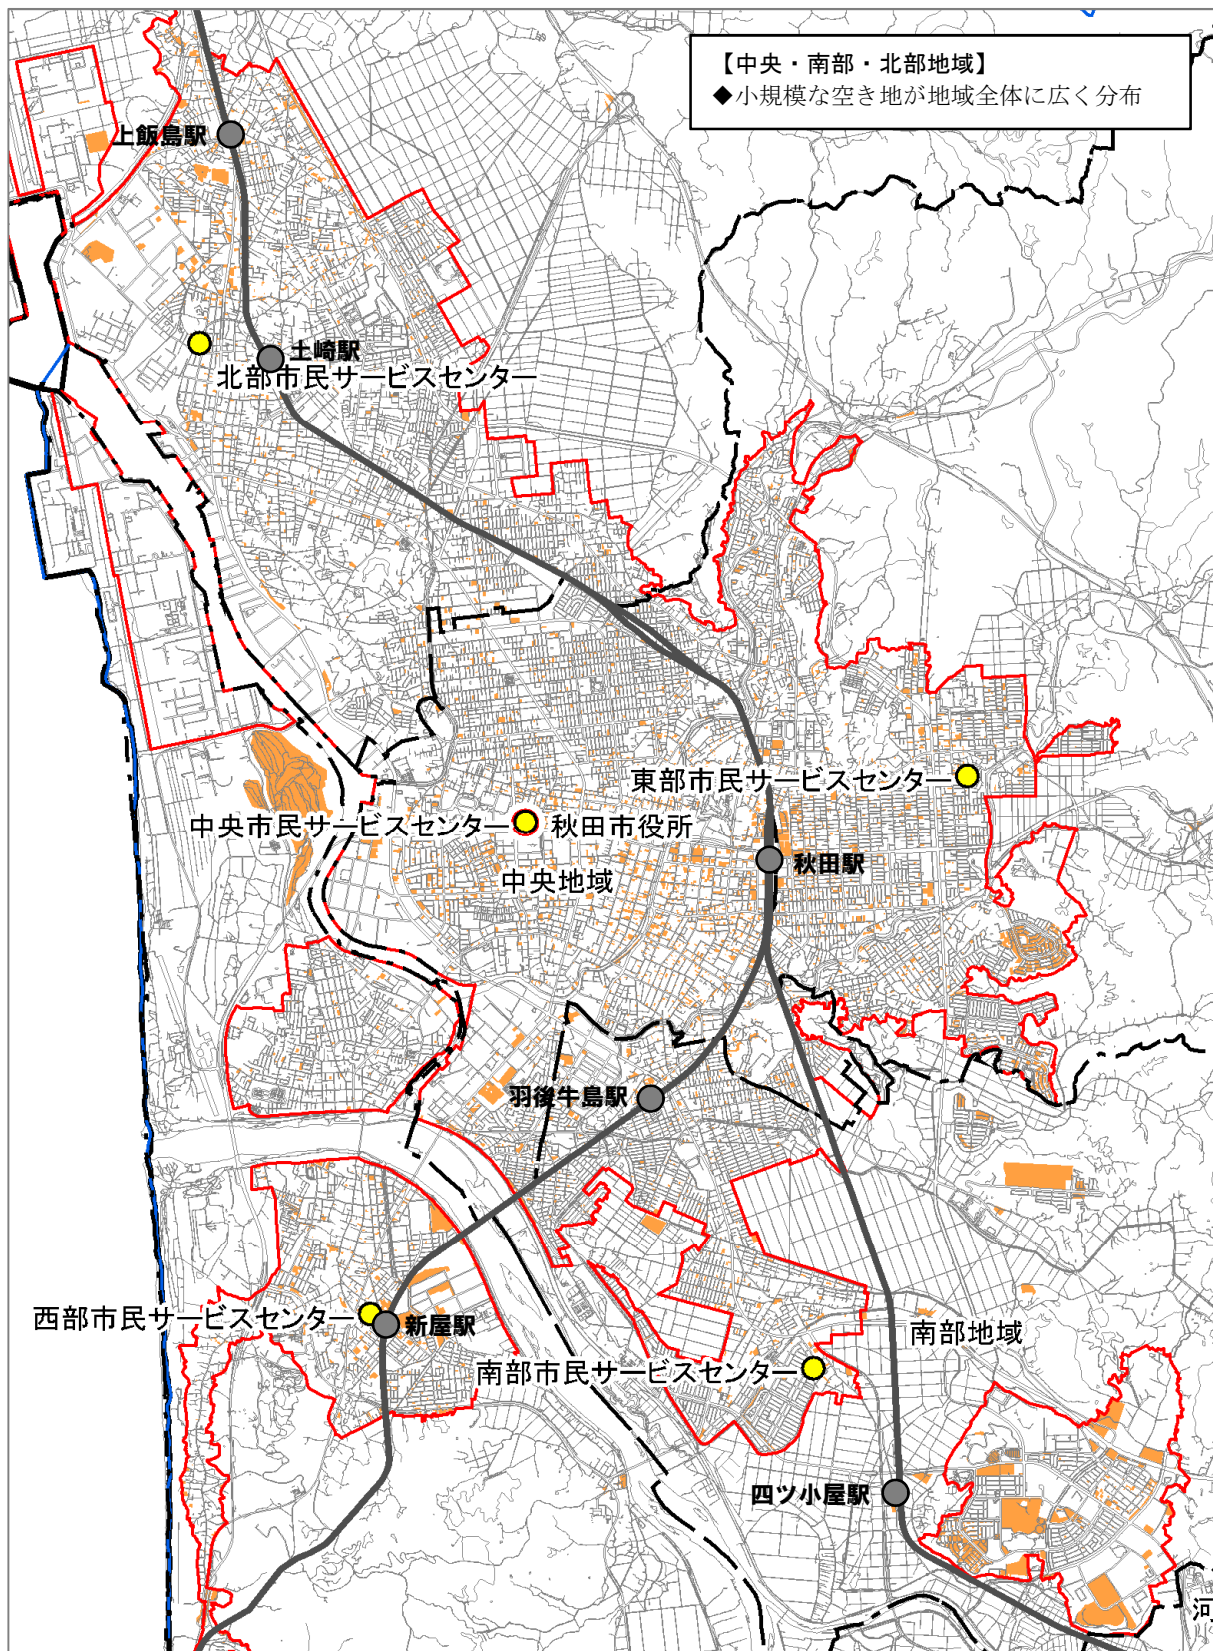 【中央・南部・北部地域】
◆小規模な空き地が地域全体に広く分布
上飯島駅
土崎駅
北部市民サービスセンター
東部市民サービスセンター
中央市民サービスセンター
秋田市役所
秋田駅
中央地域
羽後牛島駅
西部市民サービスセンター
新屋駅
南部地域
南部市民サービスセンター
四ツ小屋駅
河